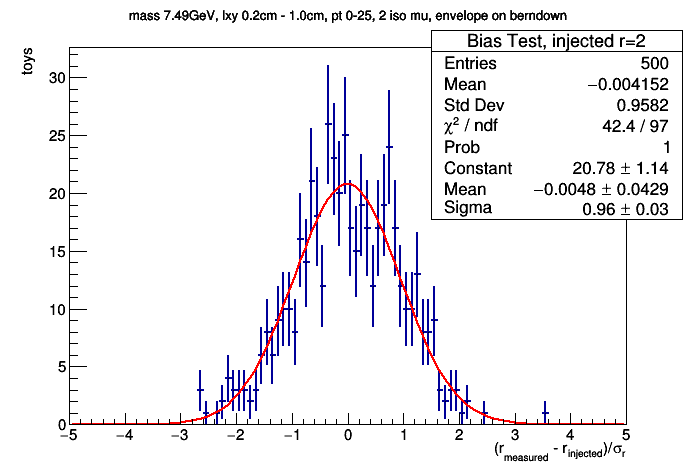 mass 7.49GeV, lxy 0.2cm - 1.0cm, pt 0-25, 2 iso mu, envelope on berndown
Bias Test, injected r=2
Entries 500
Mean −0.004152
Std Dev 0.9582
χ² / ndf 42.4 / 97
Prob 1
Constant 20.78 ± 1.14
Mean −0.0048 ± 0.0429
Sigma 0.96 ± 0.03
toys
30
25
20
15
10
5
0
−5 −4 −3 −2 −1 0 1 2 3 4 5
(r_measured - r_injected)/σ_r